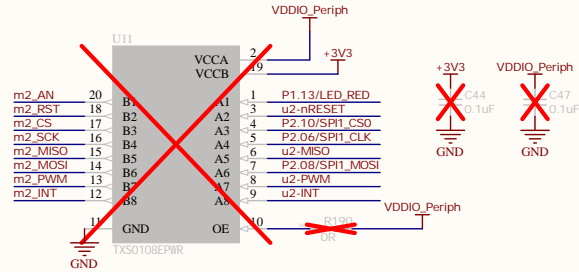 VDDIO_Periph
U11
VCCA 2
VCCB 19
+3V3
m2_AN 20 B1 A1 1 P1.13/LED_RED
m2_RST 18 B2 A2 3 u2-nRESET
m2_CS 17 B3 A3 4 P2.10/SPI1_CS0
m2_SCK 16 B4 A4 5 P2.06/SPI1_CLK
m2_MISO 15 B5 A5 6 u2-MISO
m2_MOSI 14 B6 A6 7 P2.08/SPI1_MOSI
m2_PWM 13 B7 A7 8 u2-PWM
m2_INT 12 B8 A8 9 u2-INT
11 GND OE 10 R190 VDDIO_Periph
0R
TXS0108EPWR
GND
+3V3
C44
0.1uF
GND
VDDIO_Periph
C47
0.1uF
GND